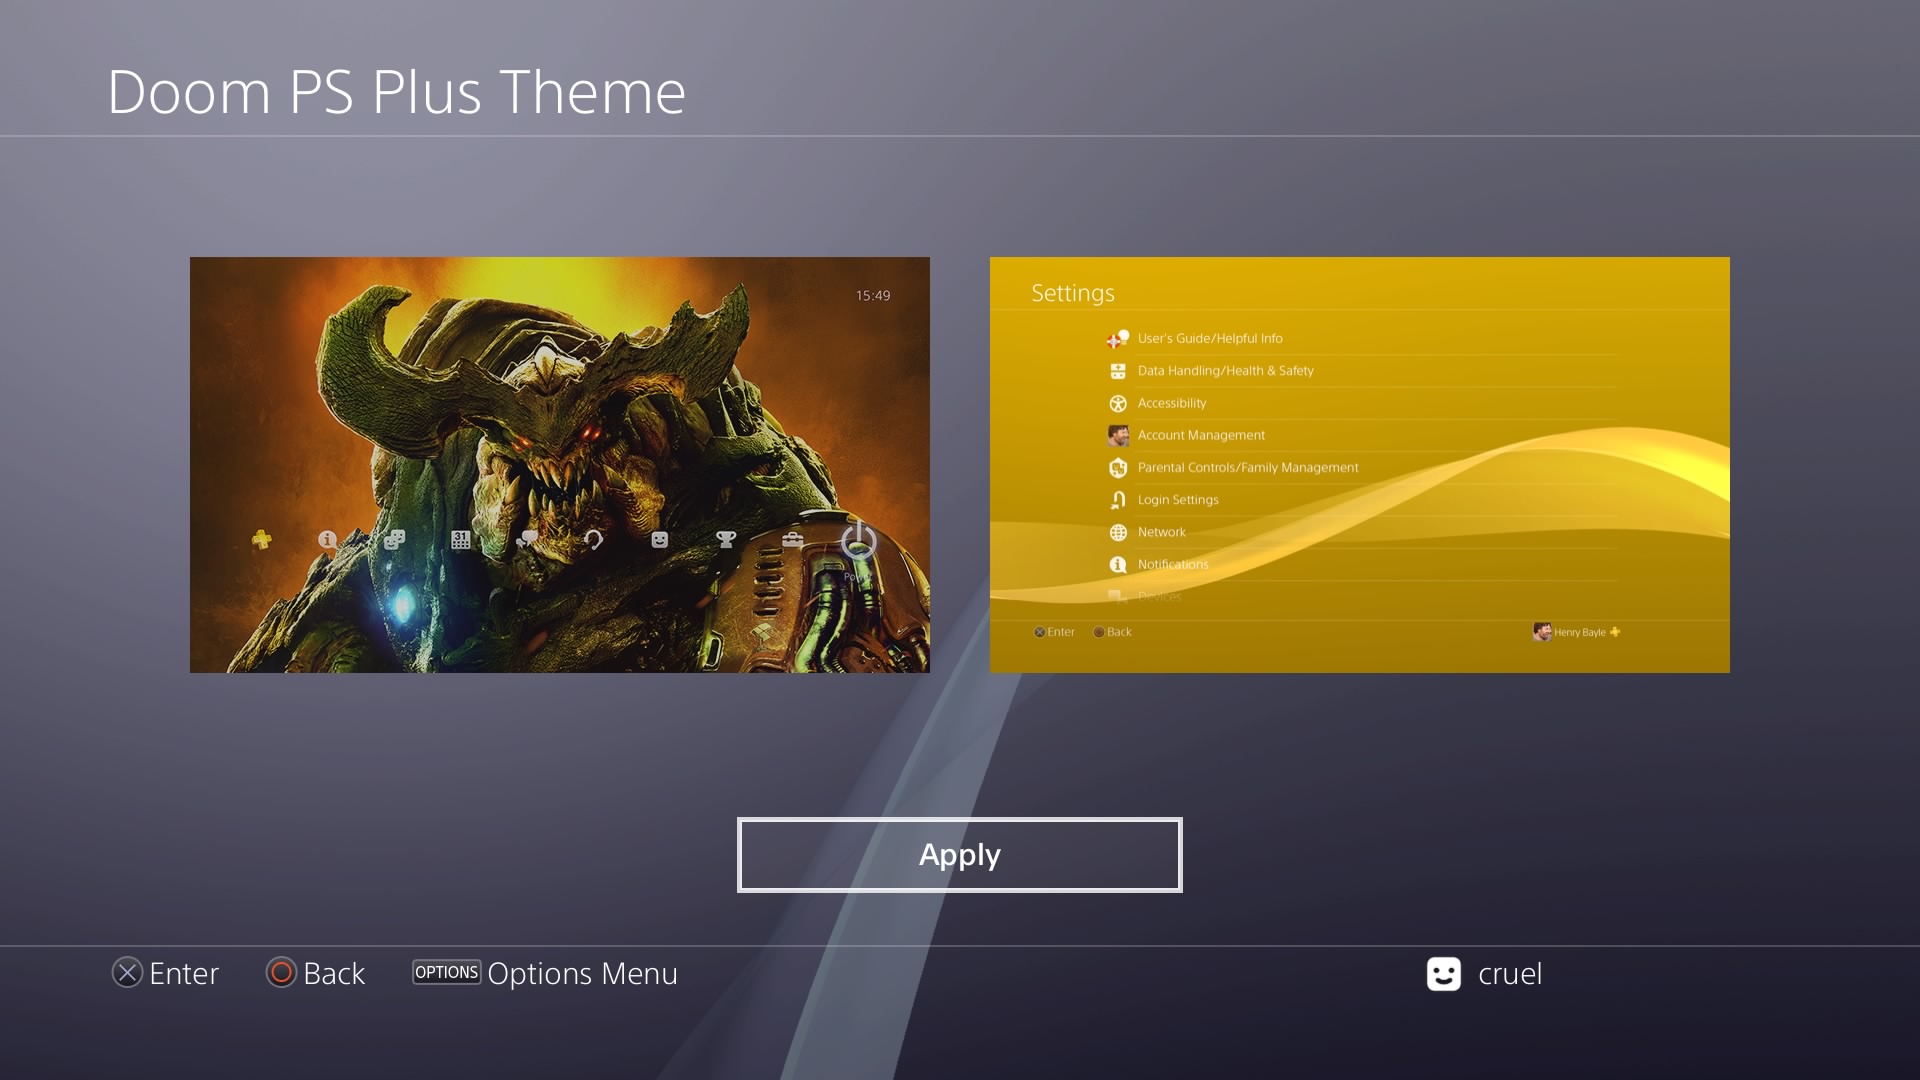 Doom PS Plus Theme
15:49
31
Power
Settings
User's Guide/Helpful Info
Data Handling/Health & Safety
Accessibility
Account Management
Parental Controls/Family Management
Login Settings
Network
Notifications
Devices
Enter Back
Henry Bayle
Apply
Enter Back OPTIONS Options Menu
cruel